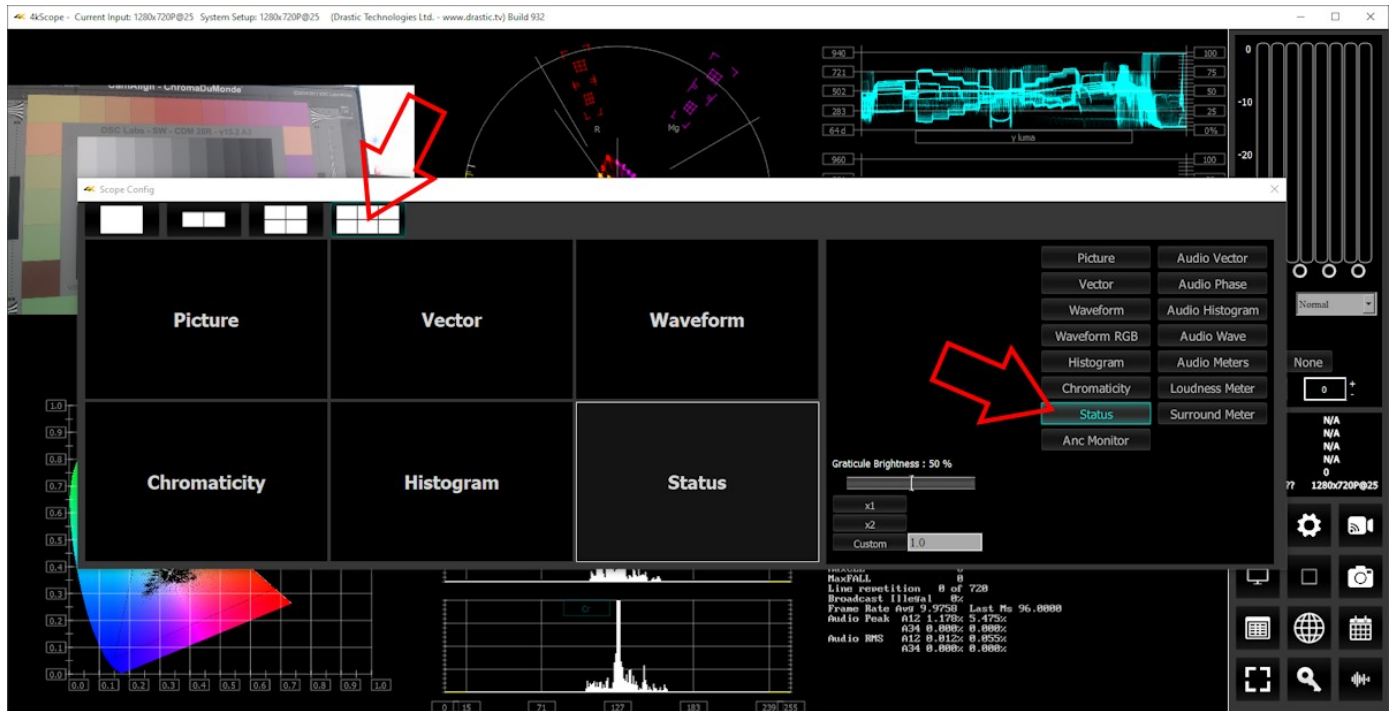 4kScope - Current Input: 1280x720P@25 System Setup: 1280x720P@25 (Drastic Technologies Ltd. - www.drastic.tv) Build 932
CamAlign - ChromaDuMonde
DSC Labs - SW - CDM 28R - v15.2 A3
R
Mg
940
721
502
283
64 d
100
75
50
25
0%
y luma
960
100
0
-10
-20
4K Scope Config
Picture
Vector
Waveform
Chromaticity
Histogram
Status
Picture
Audio Vector
Vector
Audio Phase
Waveform
Audio Histogram
Waveform RGB
Audio Wave
Histogram
Audio Meters
Chromaticity
Loudness Meter
Status
Surround Meter
Anc Monitor
Graticule Brightness : 50 %
x1
x2
Custom
1.0
Normal
None
0
+
-
N/A
N/A
N/A
N/A
0
?? 1280x720P@25
1.0
0.9
0.8
0.7
0.6
0.5
0.4
0.3
0.2
0.1
0.0
0.0 0.1 0.2 0.3 0.4 0.5 0.6 0.7 0.8 0.9 1.0
Cr
0 15 71 127 183 239 255
MaxCLL 0
MaxFALL 0
Line revetition 0 of 720
Broadcast Illegal 0%
Frame Rate Avg 9.9758 Last Ms 96.0000
Audio Peak A12 1.178% 5.475%
A34 0.000% 0.000%
Audio RMS A12 0.012% 0.055%
A34 0.000% 0.000%